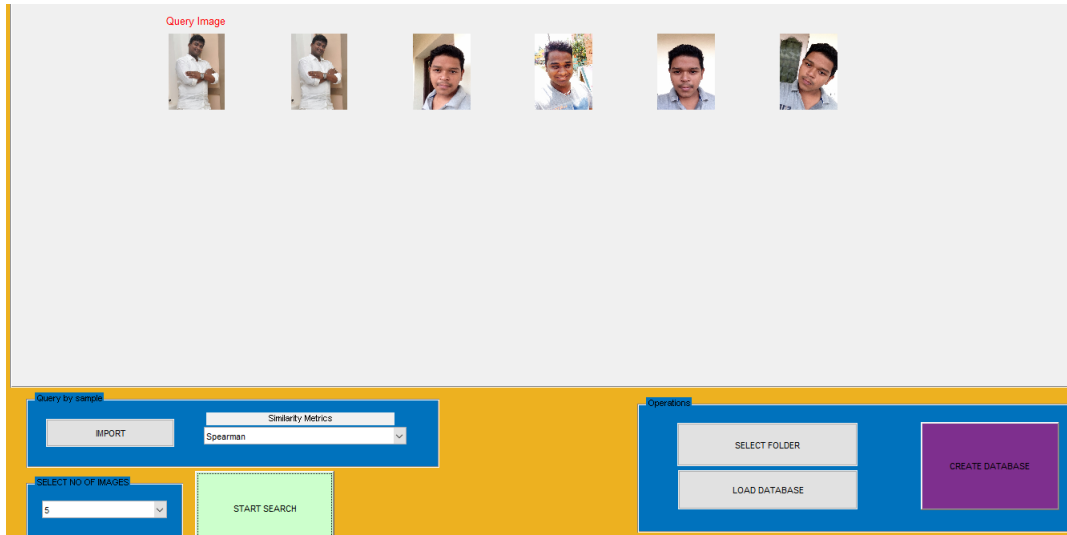 Query Image
Query by sample
IMPORT
Similarity Metrics
Spearman
SELECT NO OF IMAGES
5
START SEARCH
Operations
SELECT FOLDER
LOAD DATABASE
CREATE DATABASE